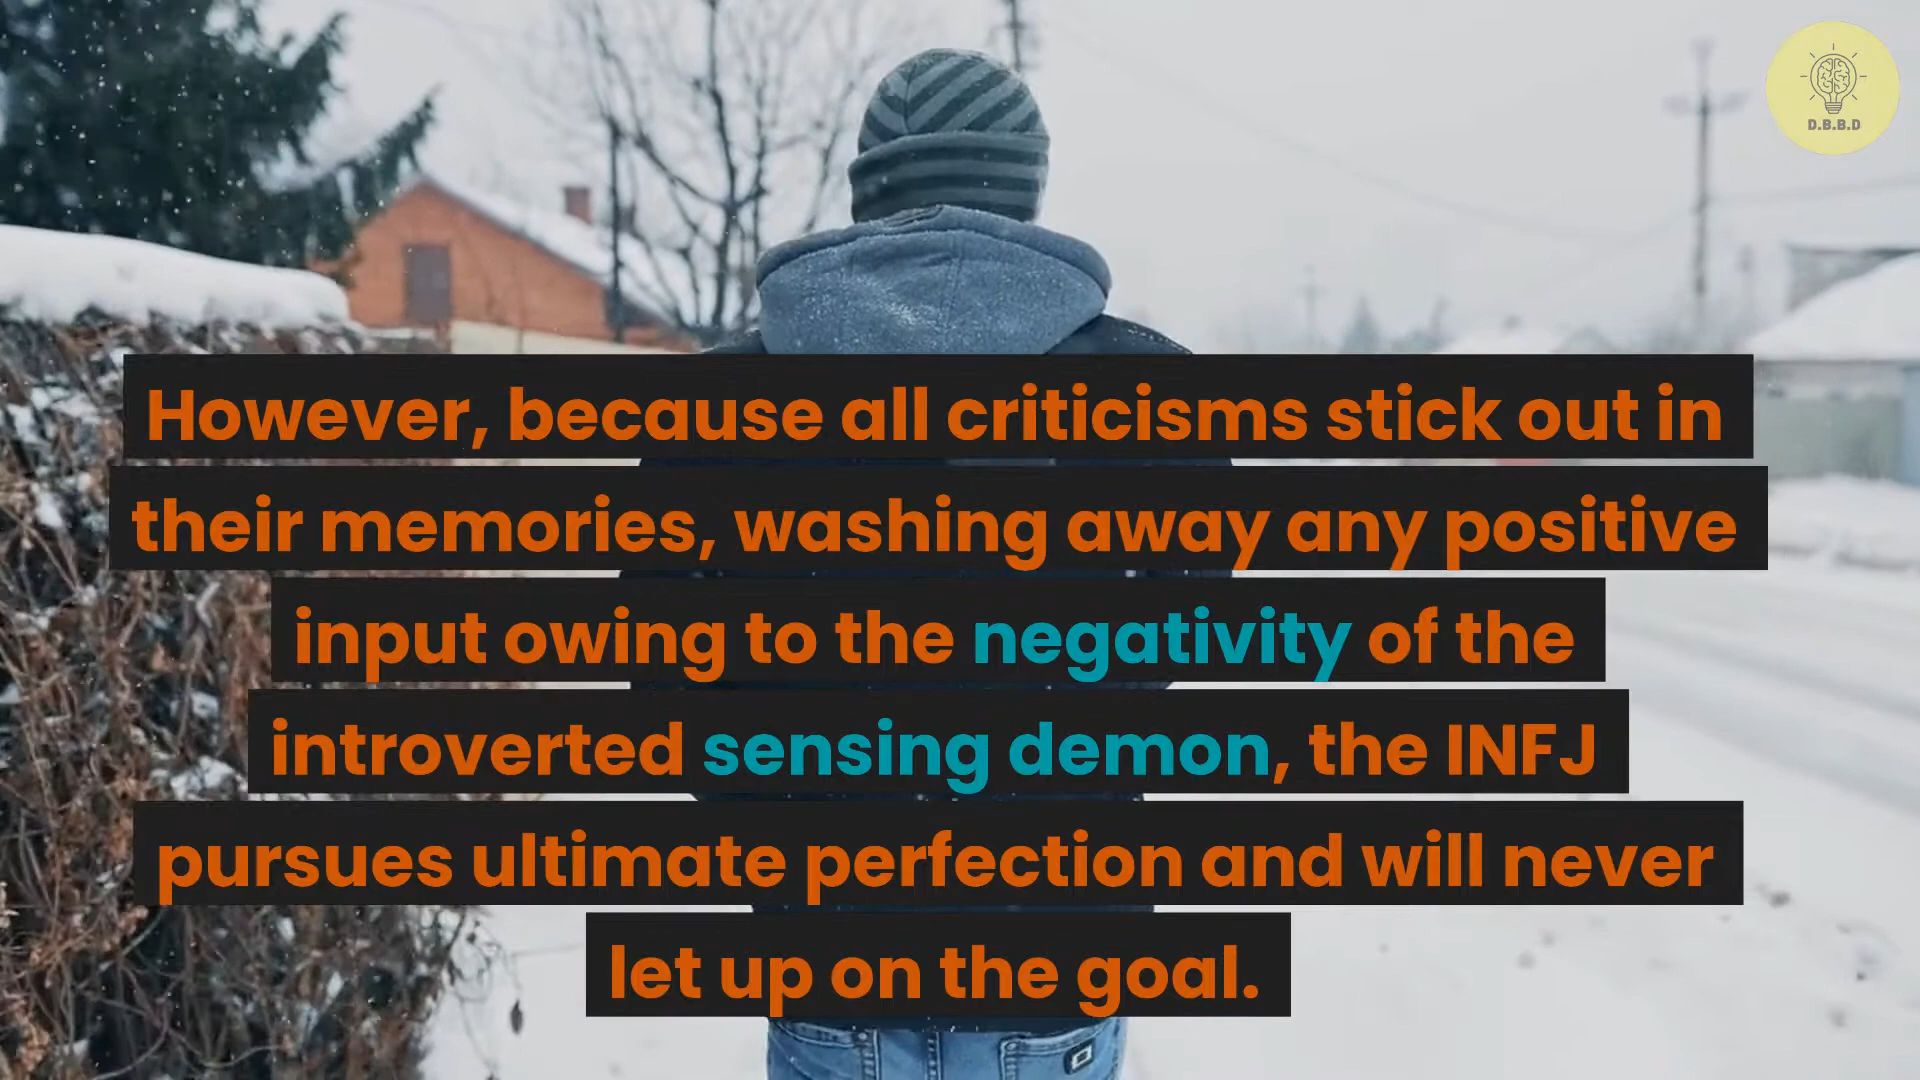 D.B.B.D
However, because all criticisms stick out in
their memories, washing away any positive
input owing to the negativity of the
introverted sensing demon, the INFJ
pursues ultimate perfection and will never
let up on the goal.